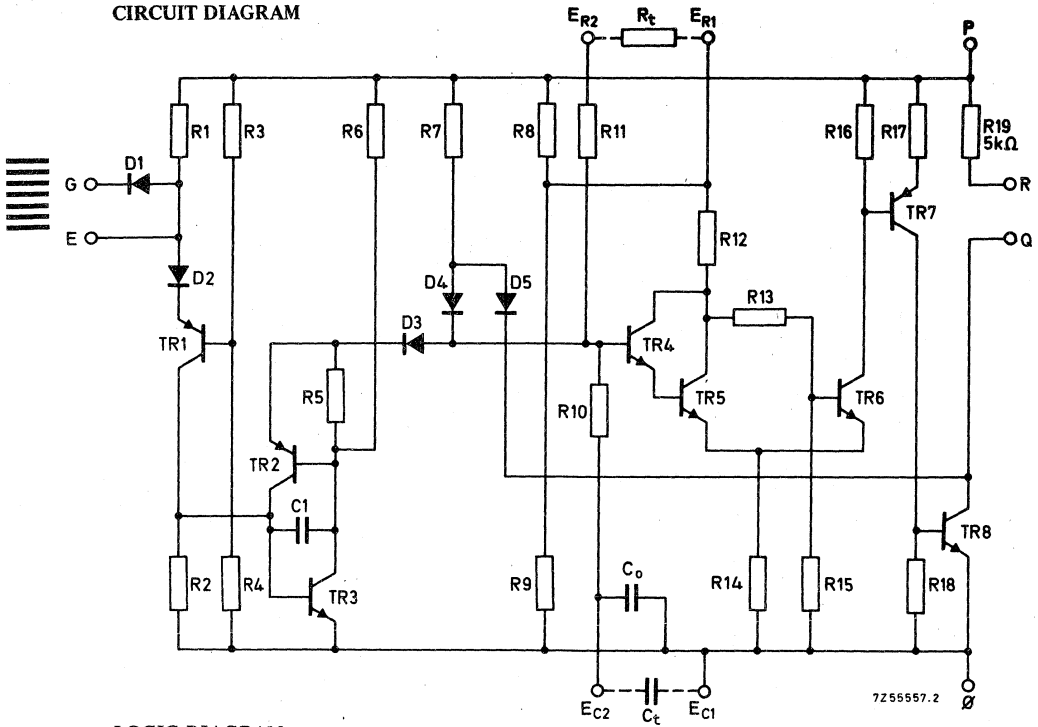 CIRCUIT DIAGRAM
E_R2 R_t E_R1
P
R1 R3 R6 R7 R8 R11 R16 R17 R19
5kΩ
D1
G
R
TR7
E
Q
R12
D2
D4 D5
R13
D3
TR1
TR4
R5
TR5
TR6
R10
TR2
C1
TR8
R2 R4
C_o
R9
R14 R15
R18
TR3
E_C2 C_t E_C1
7Z55557.2
Ø